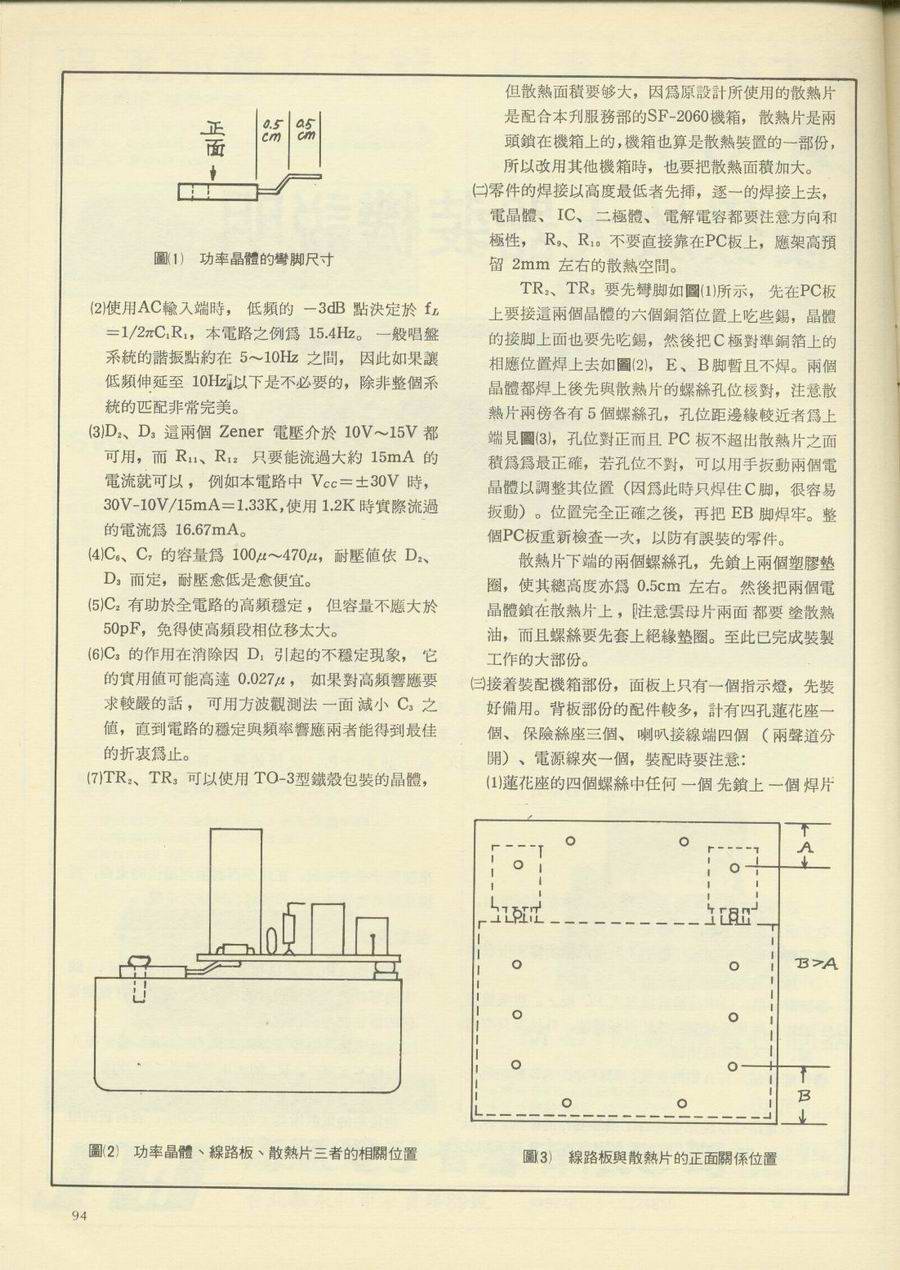 正面
0.5 cm
0.5 cm
圖⑴　功率晶體的彎脚尺寸
⑵使用AC輸入端時， 低頻的 －3dB 點決定於 fL
＝1/2πC₁R₁，本電路之例爲 15.4Hz。 一般唱盤
系統的諧振點約在 5～10Hz 之間， 因此如果讓
低頻伸延至 10Hz以下是不必要的，除非整個系
統的匹配非常完美。
⑶D₂、D₃ 這兩個 Zener 電壓介於 10V～15V 都
可用，而 R₁₁、R₁₂ 只要能流過大約 15mA 的
電流就可以， 例如本電路中 Vcc＝±30V 時，
30V-10V/15mA＝1.33K,使用 1.2K 時實際流過
的電流爲 16.67mA。
⑷C₆、C₇ 的容量爲 100μ～470μ，耐壓値依 D₂、
D₃ 而定，耐壓愈低是愈便宜。
⑸C₂ 有助於全電路的高頻穩定， 但容量不應大於
50pF，免得使高頻段相位移太大。
⑹C₃ 的作用在消除因 D₁ 引起的不穩定現象， 它
的實用値可能高達 0.027μ， 如果對高頻響應要
求較嚴的話， 可用方波觀測法一面減小 C₃ 之
値，直到電路的穩定與頻率響應兩者能得到最佳
的折衷爲止。
⑺TR₂、TR₃ 可以使用 TO-3型鐵殼包裝的晶體，
但散熱面積要够大，因爲原設計所使用的散熱片
是配合本刋服務部的SF-2060機箱， 散熱片是兩
頭鎖在機箱上的，機箱也算是散熱裝置的一部份，
所以改用其他機箱時，也要把散熱面積加大。
㈡零件的焊接以高度最低者先揷，逐一的焊接上去，
電晶體、 IC、 二極體、 電解電容都要注意方向和
極性， R₉、R₁₀ 不要直接靠在PC板上，應架高預
留 2mm 左右的散熱空間。
TR₂、TR₃ 要先彎脚如圖⑴所示， 先在PC板
上要接這兩個晶體的六個銅箔位置上吃些錫，晶體
的接脚上面也要先吃錫，然後把C極對準銅箔上的
相應位置焊上去如圖⑵，E、B脚暫且不焊。兩個
晶體都焊上後先與散熱片的螺絲孔位核對，注意散
熱片兩傍各有5個螺絲孔，孔位距邊緣較近者爲上
端見圖⑶，孔位對正而且 PC 板不超出散熱片之面
積爲爲最正確，若孔位不對，可以用手扳動兩個電
晶體以調整其位置（因爲此時只焊住C脚，很容易
扳動）。位置完全正確之後，再把 EB 脚焊牢。整
個PC板重新檢查一次，以防有誤裝的零件。
散熱片下端的兩個螺絲孔，先鎖上兩個塑膠墊
圈，使其總高度亦爲 0.5cm 左右。 然後把兩個電
晶體鎖在散熱片上，注意雲母片兩面都要塗散熱
油，而且螺絲要先套上絕緣墊圈。至此已完成裝製
工作的大部份。
㈢接着裝配機箱部份，面板上只有一個指示燈，先裝
好備用。背板部份的配件較多，計有四孔蓮花座一
個、 保險絲座三個、 喇叭接線端四個 （兩聲道分
開）、電源線夾一個，裝配時要注意：
⑴蓮花座的四個螺絲中任何一個先鎖上一個焊片
圖⑵　功率晶體、線路板、散熱片三者的相關位置
A
B>A
B
圖⑶　線路板與散熱片的正面關係位置
94